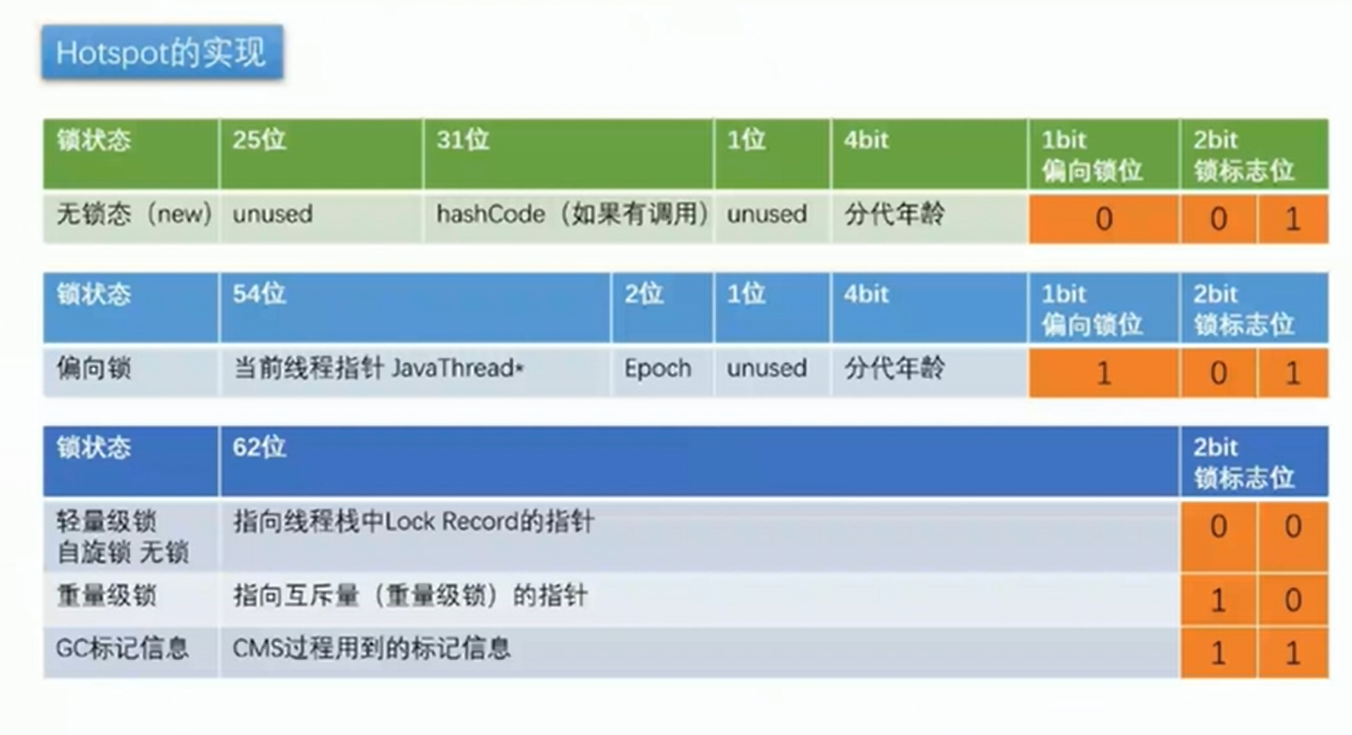 Hotspot的实现
锁状态 25位 31位 1位 4bit 1bit 2bit
偏向锁位 锁标志位
无锁态（new） unused hashCode（如果有调用） unused 分代年龄 0 0 1
锁状态 54位 2位 1位 4bit 1bit 2bit
偏向锁位 锁标志位
偏向锁 当前线程指针 JavaThread* Epoch unused 分代年龄 1 0 1
锁状态 62位 2bit
锁标志位
轻量级锁 指向线程栈中Lock Record的指针 0 0
自旋锁 无锁
重量级锁 指向互斥量（重量级锁）的指针 1 0
GC标记信息 CMS过程用到的标记信息 1 1